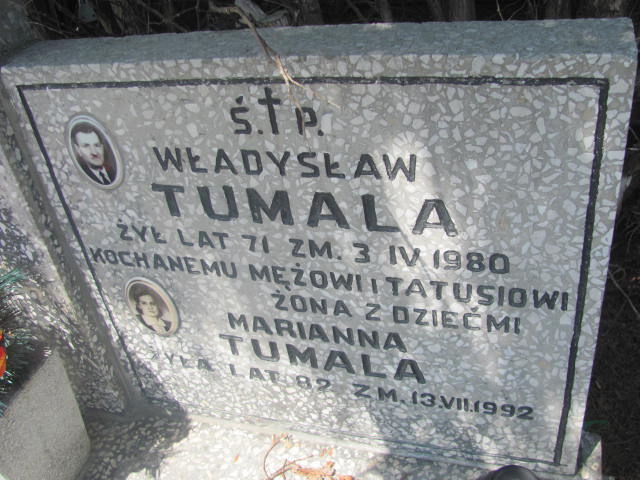 Ś.†P.
WŁADYSŁAW
TUMALA
ŻYŁ LAT 71 ZM. 3 IV 1980
KOCHANEMU MĘŻOWI I TATUSIOWI
ŻONA Z DZIEĆMI
MARIANNA
TUMALA
ŻYŁA LAT 82 ZM. 13.VII.1992